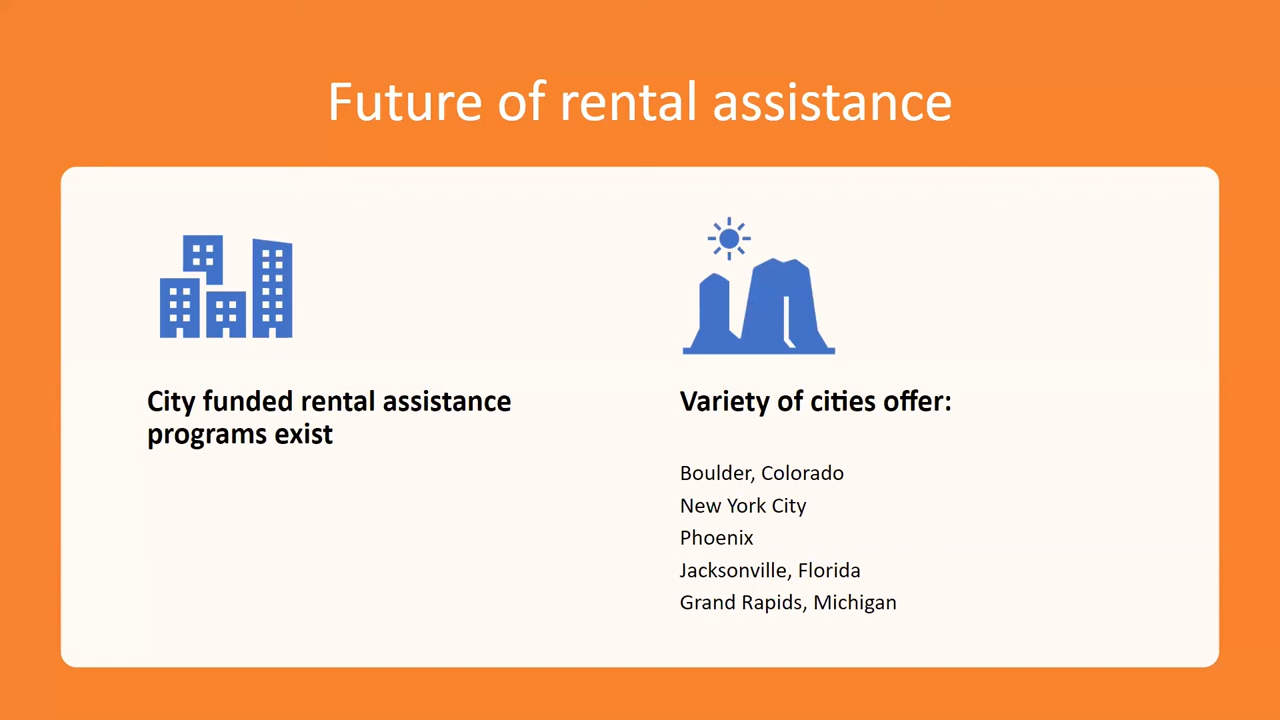 Future of rental assistance
City funded rental assistance
programs exist
Variety of cities offer:
Boulder, Colorado
New York City
Phoenix
Jacksonville, Florida
Grand Rapids, Michigan